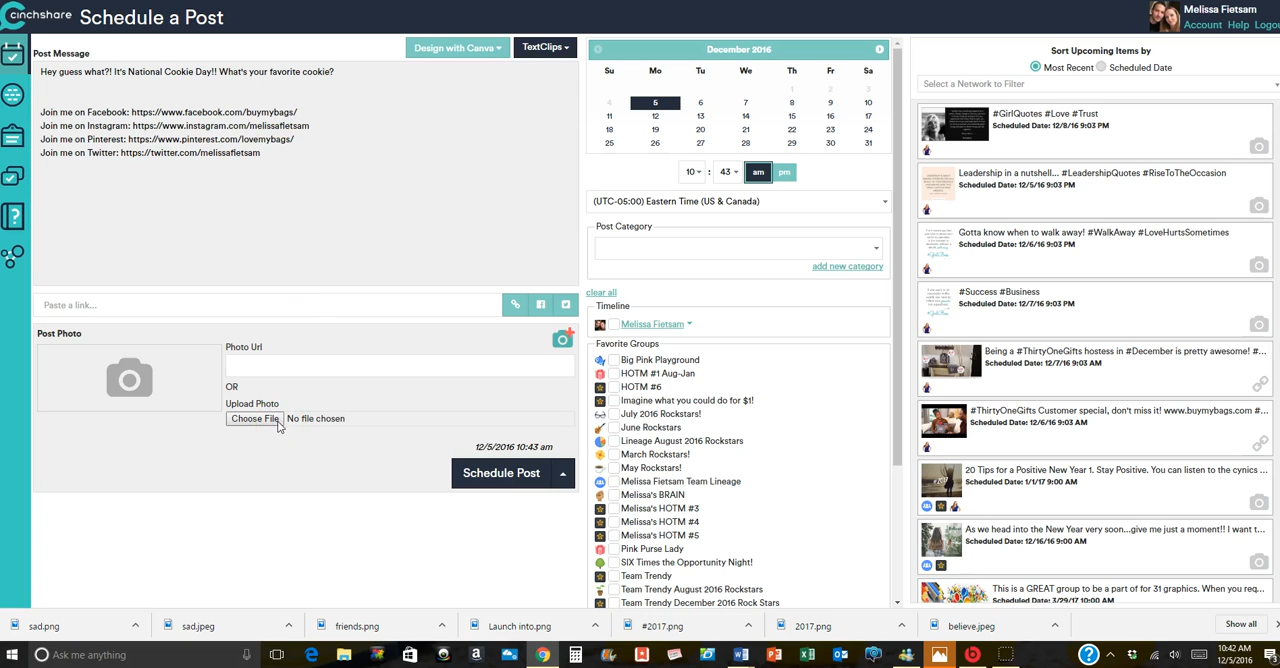 cinchshare Schedule a Post
Melissa Fietsam
Account Help Logou
Post Message
Design with Canva
TextClips
Hey guess what?! It's National Cookie Day!! What's your favorite cookie?
Join me on Facebook: https://www.facebook.com/buymybags/
Join me on Instagram: https://www.instagram.com/melissafietsam
Join me on Pinterest: https://www.pinterest.com/lovemybags/
Join me on Twitter: https://twitter.com/melissafietsam
Paste a link...
Post Photo
Photo Url
OR
Upload Photo
Choose File No file chosen
12/5/2016 10:43 am
Schedule Post
December 2016
Su Mo Tu We Th Fr Sa
1 2 3
4 5 6 7 8 9 10
11 12 13 14 15 16 17
18 19 20 21 22 23 24
25 26 27 28 29 30 31
10 : 43 am pm
(UTC-05:00) Eastern Time (US & Canada)
Post Category
add new category
clear all
Timeline
Melissa Fietsam
Favorite Groups
Big Pink Playground
HOTM #1 Aug-Jan
HOTM #6
Imagine what you could do for $1!
July 2016 Rockstars!
June Rockstars
Lineage August 2016 Rockstars
March Rockstars!
May Rockstars!
Melissa Fietsam Team Lineage
Melissa's BRAIN
Melissa's HOTM #3
Melissa's HOTM #4
Melissa's HOTM #5
Pink Purse Lady
SIX Times the Opportunity Night!
Team Trendy
Team Trendy August 2016 Rockstars
Team Trendy December 2016 Rock Stars
Sort Upcoming Items by
Most Recent Scheduled Date
Select a Network to Filter
#GirlQuotes #Love #Trust
Scheduled Date: 12/8/16 9:03 PM
Leadership in a nutshell... #LeadershipQuotes #RiseToTheOccasion
Scheduled Date: 12/5/16 9:03 PM
Gotta know when to walk away! #WalkAway #LoveHurtsSometimes
Scheduled Date: 12/6/16 9:03 PM
#Success #Business
Scheduled Date: 12/7/16 9:03 PM
Being a #ThirtyOneGifts hostess in #December is pretty awesome! #...
Scheduled Date: 12/7/16 9:03 AM
#ThirtyOneGifts Customer special, don't miss it! www.buymybags.com #...
Scheduled Date: 12/6/16 9:03 AM
20 Tips for a Positive New Year 1. Stay Positive. You can listen to the cynics ...
Scheduled Date: 1/1/17 9:00 AM
As we head into the New Year very soon...give me just a moment!! I want t...
Scheduled Date: 12/16/16 9:00 AM
This is a GREAT group to be a part of for 31 graphics. When you req...
Scheduled Date: 3/29/17 10:00 AM
sad.png
sad.jpeg
friends.png
Launch into.png
#2017.png
2017.png
believe.jpeg
Show all
Ask me anything
10:42 AM
12/5/2016